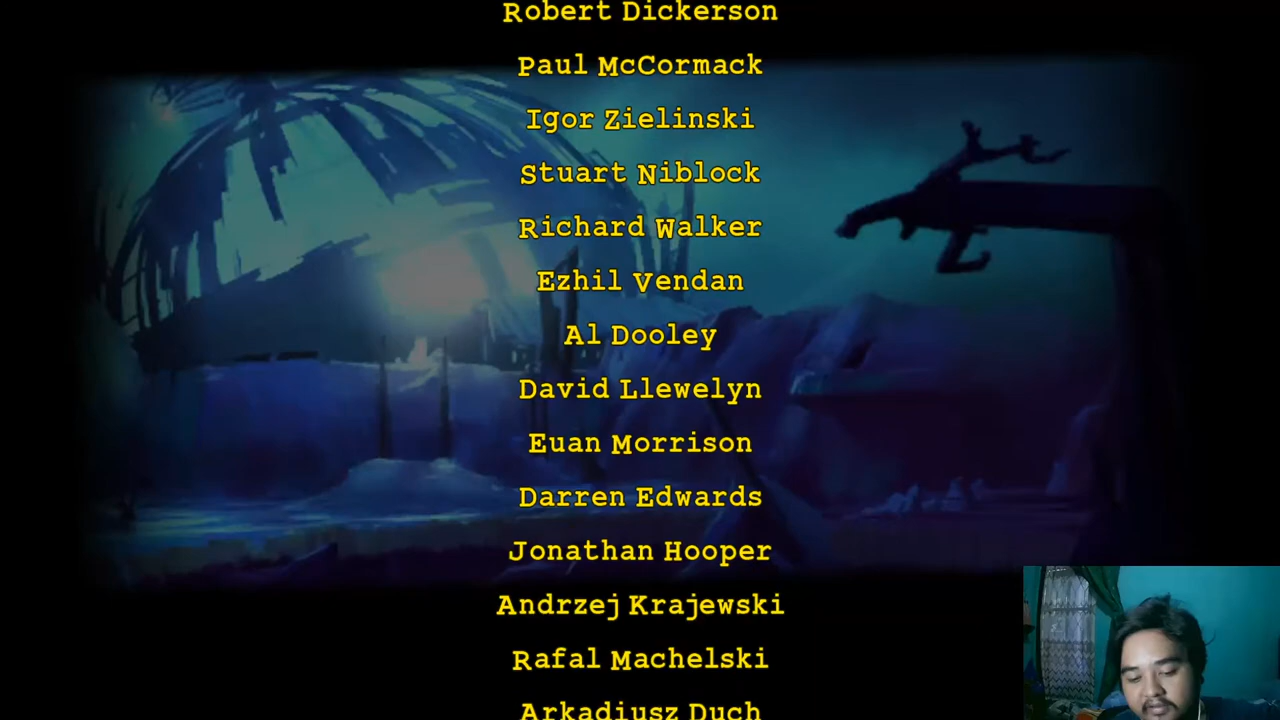 Robert Dickerson
Paul McCormack
Igor Zielinski
Stuart Niblock
Richard Walker
Ezhil Vendan
Al Dooley
David Llewelyn
Euan Morrison
Darren Edwards
Jonathan Hooper
Andrzej Krajewski
Rafal Machelski
Arkadiusz Duch